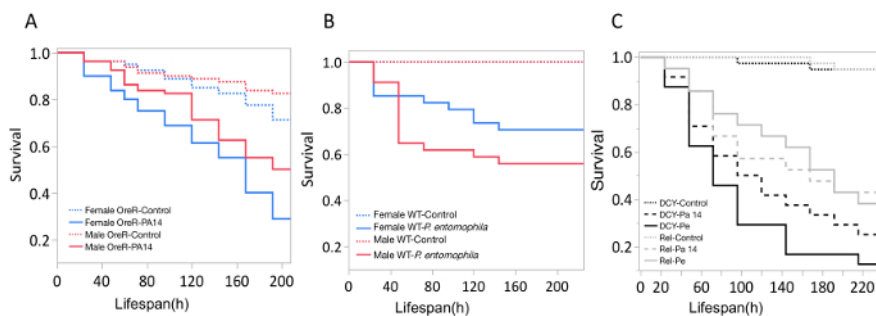 A
Survival
1.0
0.8
0.6
0.4
0.2
Female OreR-Control
Female OreR-PA14
Male OreR-Control
Male OreR-PA14
0 40 80 120 160 200
Lifespan(h)
B
Survival
1.0
0.8
0.6
0.4
0.2
Female WT-Control
Female WT-P. entomophila
Male WT-Control
Male WT-P. entomophila
0 40 80 120 160 200
Lifespan(h)
C
Survival
1.0
0.8
0.6
0.4
0.2
DCY-Control
DCY-Pa 14
DCY-Pe
Rel-Control
Rel-Pa 14
Rel-Pe
0 20 60 100 140 180 220
Lifespan(h)